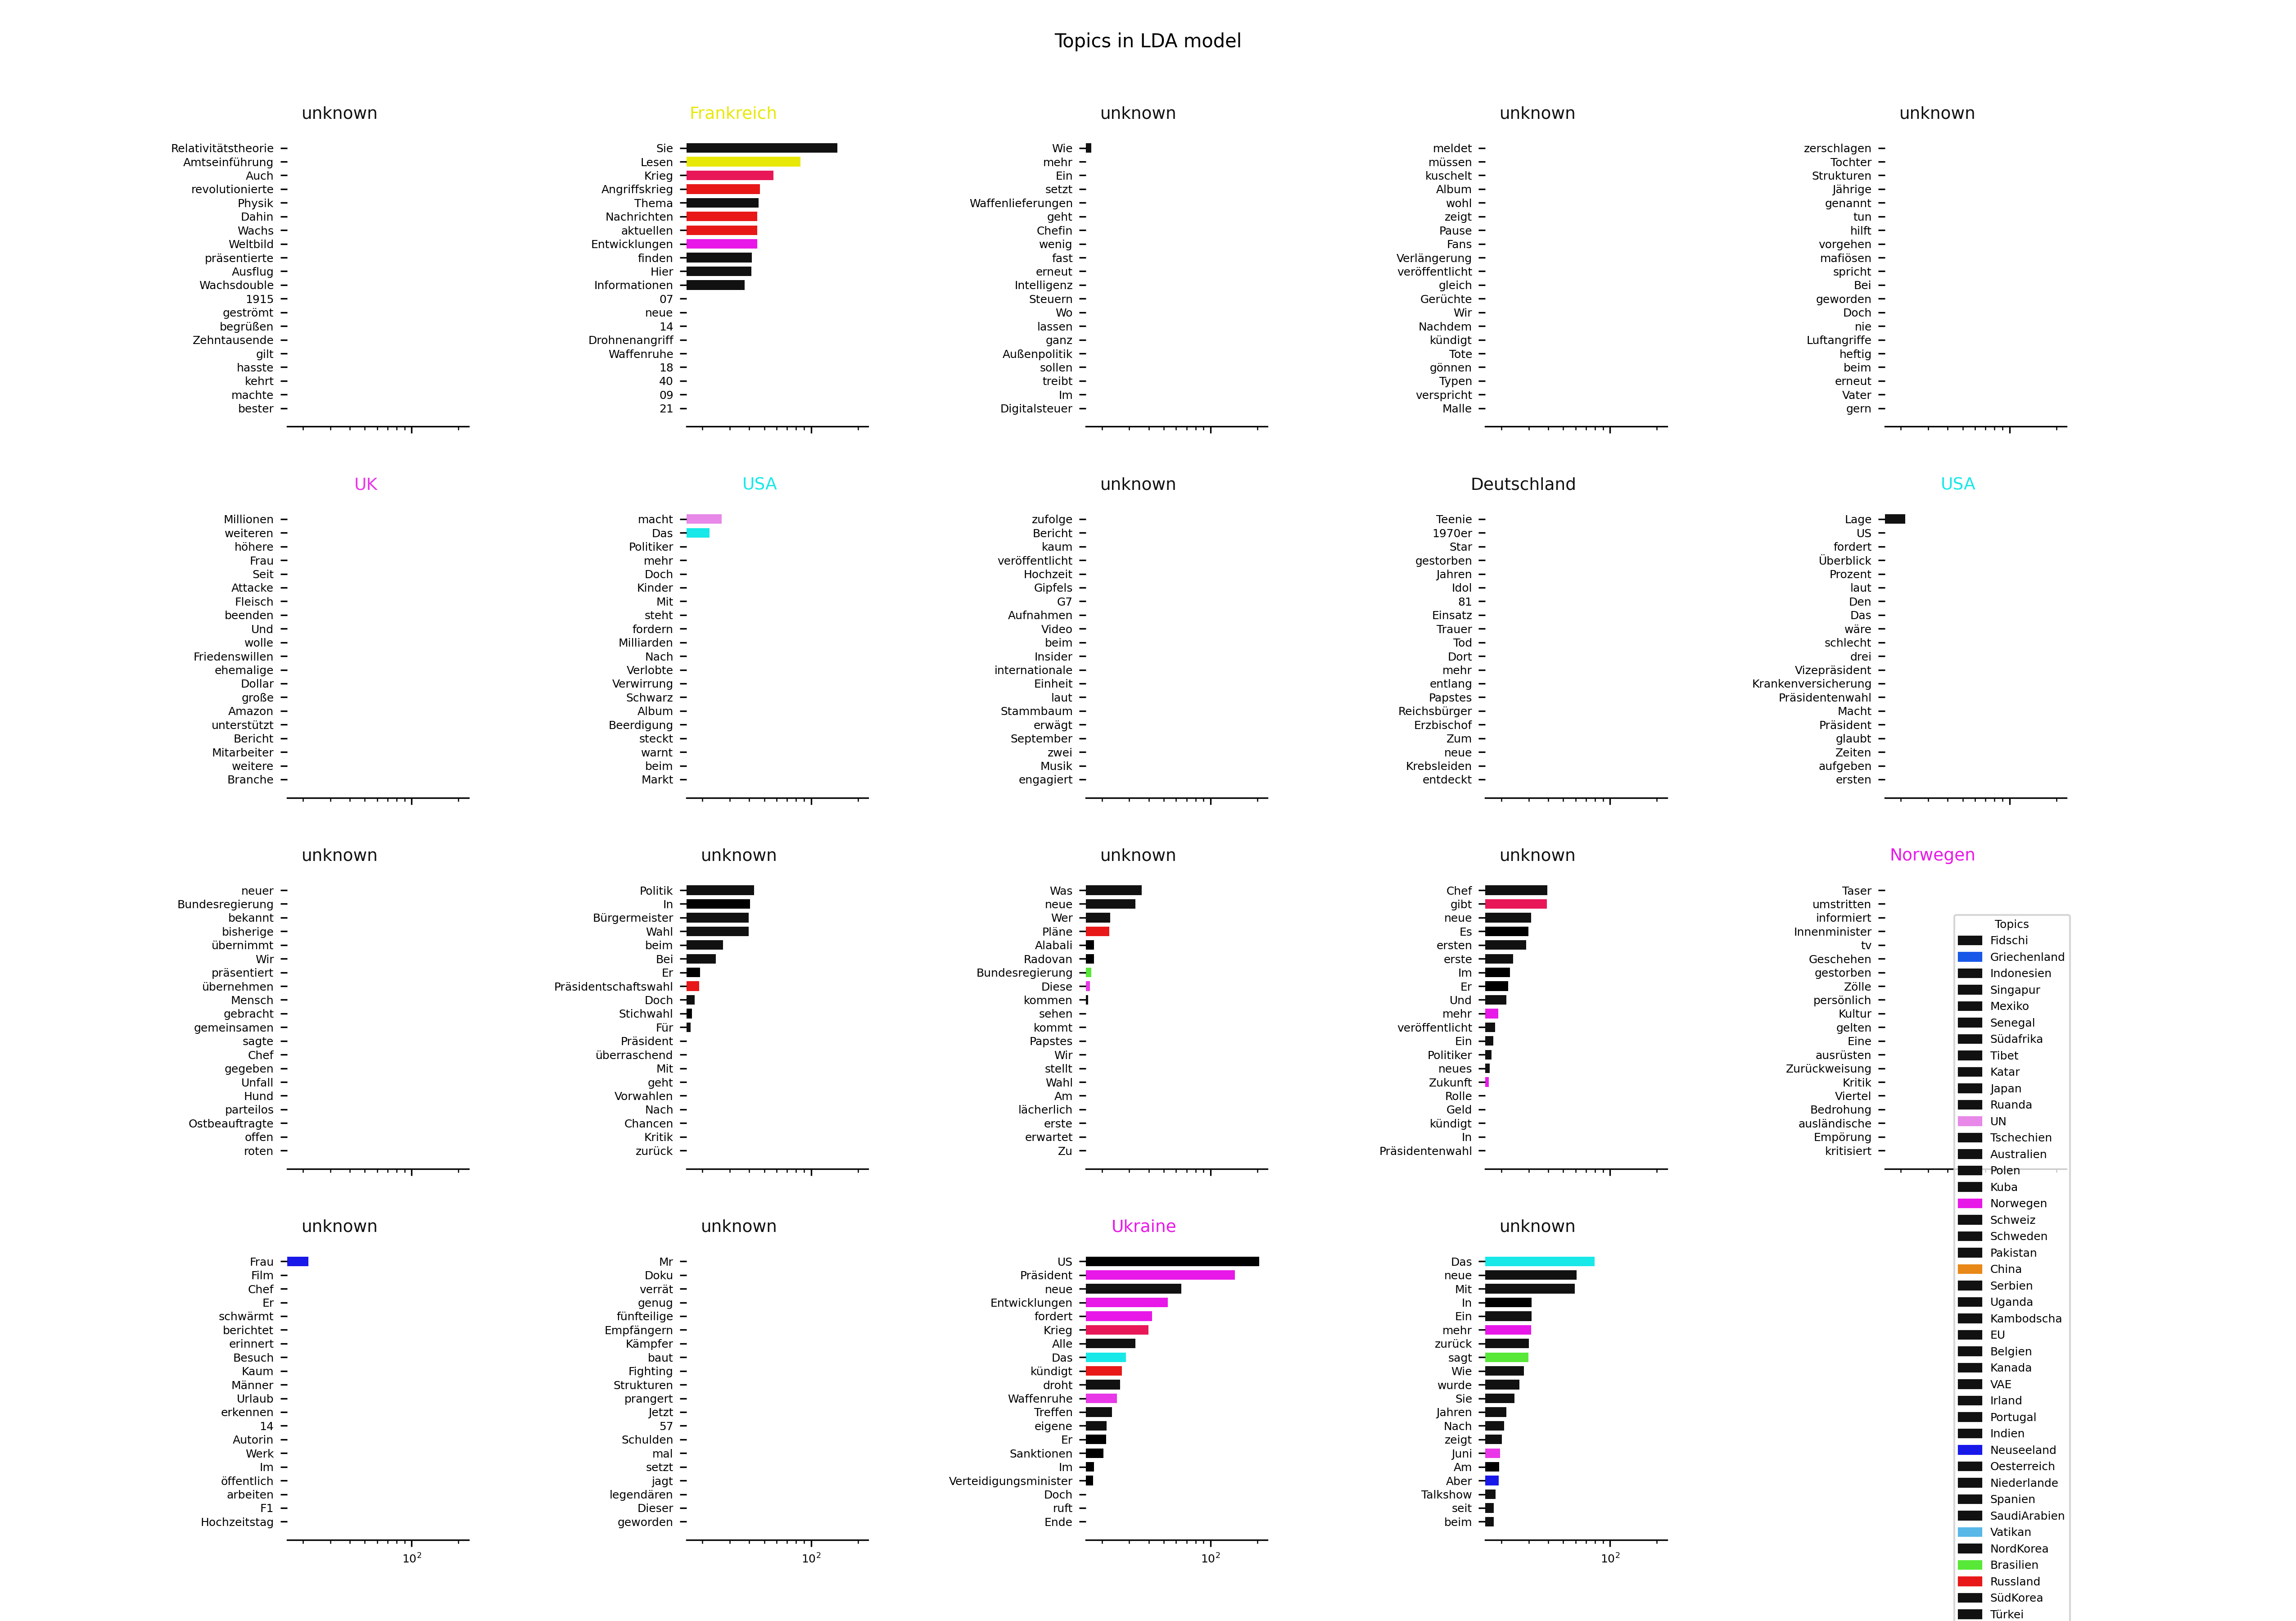 Topics in LDA model
unknown
Relativitätstheorie
Amtseinführung
Auch
revolutionierte
Physik
Dahin
Wachs
Weltbild
präsentierte
Ausflug
Wachsdouble
1915
geströmt
begrüßen
Zehntausende
gilt
hasste
kehrt
machte
bester
Frankreich
Sie
Lesen
Krieg
Angriffskrieg
Thema
Nachrichten
aktuellen
Entwicklungen
finden
Hier
Informationen
07
neue
14
Drohnenangriff
Waffenruhe
18
40
09
21
unknown
Wie
mehr
Ein
setzt
Waffenlieferungen
geht
Chefin
wenig
fast
erneut
Intelligenz
Steuern
Wo
lassen
ganz
Außenpolitik
sollen
treibt
Im
Digitalsteuer
unknown
meldet
müssen
kuschelt
Album
wohl
zeigt
Pause
Fans
Verlängerung
veröffentlicht
gleich
Gerüchte
Wir
Nachdem
kündigt
Tote
gönnen
Typen
verspricht
Malle
unknown
zerschlagen
Tochter
Strukturen
Jährige
genannt
tun
hilft
vorgehen
mafiösen
spricht
Bei
geworden
Doch
nie
Luftangriffe
heftig
beim
erneut
Vater
gern
UK
Millionen
weiteren
höhere
Frau
Seit
Attacke
Fleisch
beenden
Und
wolle
Friedenswillen
ehemalige
Dollar
große
Amazon
unterstützt
Bericht
Mitarbeiter
weitere
Branche
USA
macht
Das
Politiker
mehr
Doch
Kinder
Mit
steht
fordern
Milliarden
Nach
Verlobte
Verwirrung
Schwarz
Album
Beerdigung
steckt
warnt
beim
Markt
unknown
zufolge
Bericht
kaum
veröffentlicht
Hochzeit
Gipfels
G7
Aufnahmen
Video
beim
Insider
internationale
Einheit
laut
Stammbaum
erwägt
September
zwei
Musik
engagiert
Deutschland
Teenie
1970er
Star
gestorben
Jahren
Idol
81
Einsatz
Trauer
Tod
Dort
mehr
entlang
Papstes
Reichsbürger
Erzbischof
Zum
neue
Krebsleiden
entdeckt
USA
Lage
US
fordert
Überblick
Prozent
laut
Den
Das
wäre
schlecht
drei
Vizepräsident
Krankenversicherung
Präsidentenwahl
Macht
Präsident
glaubt
Zeiten
aufgeben
ersten
unknown
neuer
Bundesregierung
bekannt
bisherige
übernimmt
Wir
präsentiert
übernehmen
Mensch
gebracht
gemeinsamen
sagte
Chef
gegeben
Unfall
Hund
parteilos
Ostbeauftragte
offen
roten
unknown
Politik
In
Bürgermeister
Wahl
beim
Bei
Er
Präsidentschaftswahl
Doch
Stichwahl
Für
Präsident
überraschend
Mit
geht
Vorwahlen
Nach
Chancen
Kritik
zurück
unknown
Was
neue
Wer
Pläne
Alabali
Radovan
Bundesregierung
Diese
kommen
sehen
kommt
Papstes
Wir
stellt
Wahl
Am
lächerlich
erste
erwartet
Zu
unknown
Chef
gibt
neue
Es
ersten
erste
Im
Er
Und
mehr
veröffentlicht
Ein
Politiker
neues
Zukunft
Rolle
Geld
kündigt
In
Präsidentenwahl
Norwegen
Taser
umstritten
informiert
Innenminister
tv
Geschehen
gestorben
Zölle
persönlich
Kultur
gelten
Eine
ausrüsten
Zurückweisung
Kritik
Viertel
Bedrohung
ausländische
Empörung
kritisiert
unknown
Frau
Film
Chef
Er
schwärmt
berichtet
erinnert
Besuch
Kaum
Männer
Urlaub
erkennen
14
Autorin
Werk
Im
öffentlich
arbeiten
F1
Hochzeitstag
10²
unknown
Mr
Doku
verrät
genug
fünfteilige
Empfängern
Kämpfer
baut
Fighting
Strukturen
prangert
Jetzt
57
Schulden
mal
setzt
jagt
legendären
Dieser
geworden
10²
Ukraine
US
Präsident
neue
Entwicklungen
fordert
Krieg
Alle
Das
kündigt
droht
Waffenruhe
Treffen
eigene
Er
Sanktionen
Im
Verteidigungsminister
Doch
ruft
Ende
10²
unknown
Das
neue
Mit
In
Ein
mehr
zurück
sagt
Wie
wurde
Sie
Jahren
Nach
zeigt
Juni
Am
Aber
Talkshow
seit
beim
10²
Topics
Fidschi
Griechenland
Indonesien
Singapur
Mexiko
Senegal
Südafrika
Tibet
Katar
Japan
Ruanda
UN
Tschechien
Australien
Polen
Kuba
Norwegen
Schweiz
Schweden
Pakistan
China
Serbien
Uganda
Kambodscha
EU
Belgien
Kanada
VAE
Irland
Portugal
Indien
Neuseeland
Oesterreich
Niederlande
Spanien
SaudiArabien
Vatikan
NordKorea
Brasilien
Russland
SüdKorea
Türkei